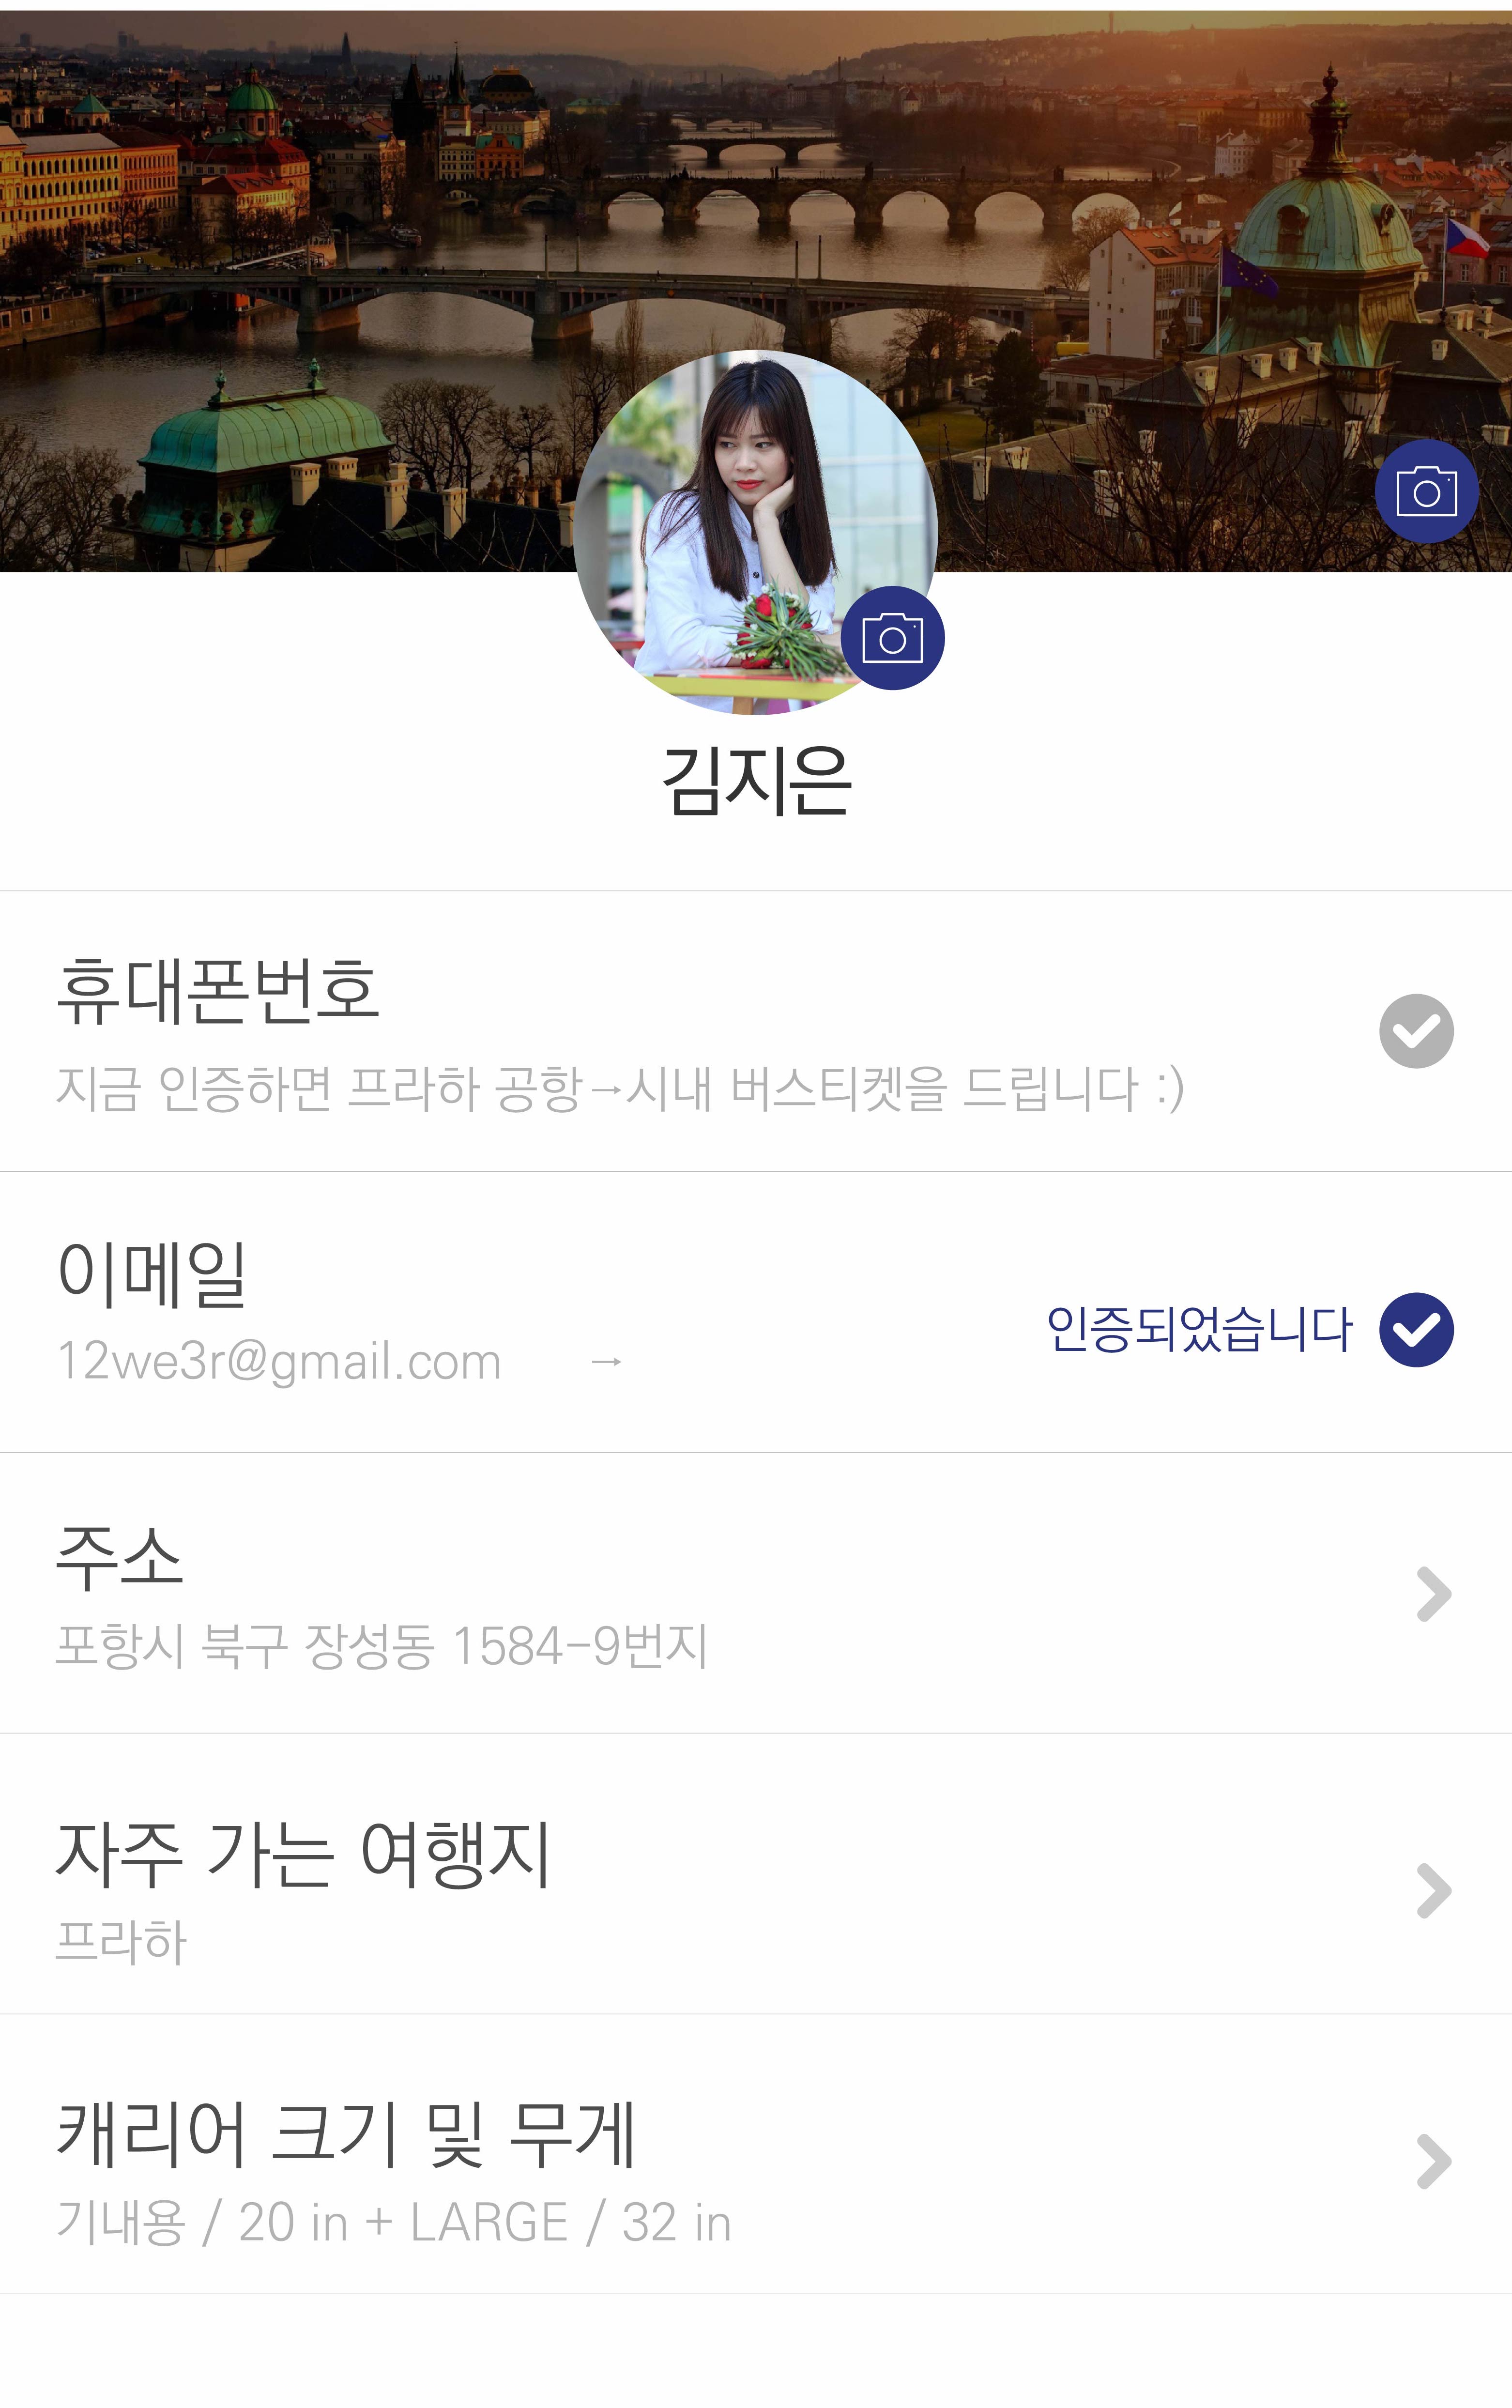 김지은
휴대폰번호
지금 인증하면 프라하 공항→시내 버스티켓을 드립니다 :)
이메일
12we3r@gmail.com →
인증되었습니다
주소
포항시 북구 장성동 1584-9번지
자주 가는 여행지
프라하
캐리어 크기 및 무게
기내용 / 20 in + LARGE / 32 in